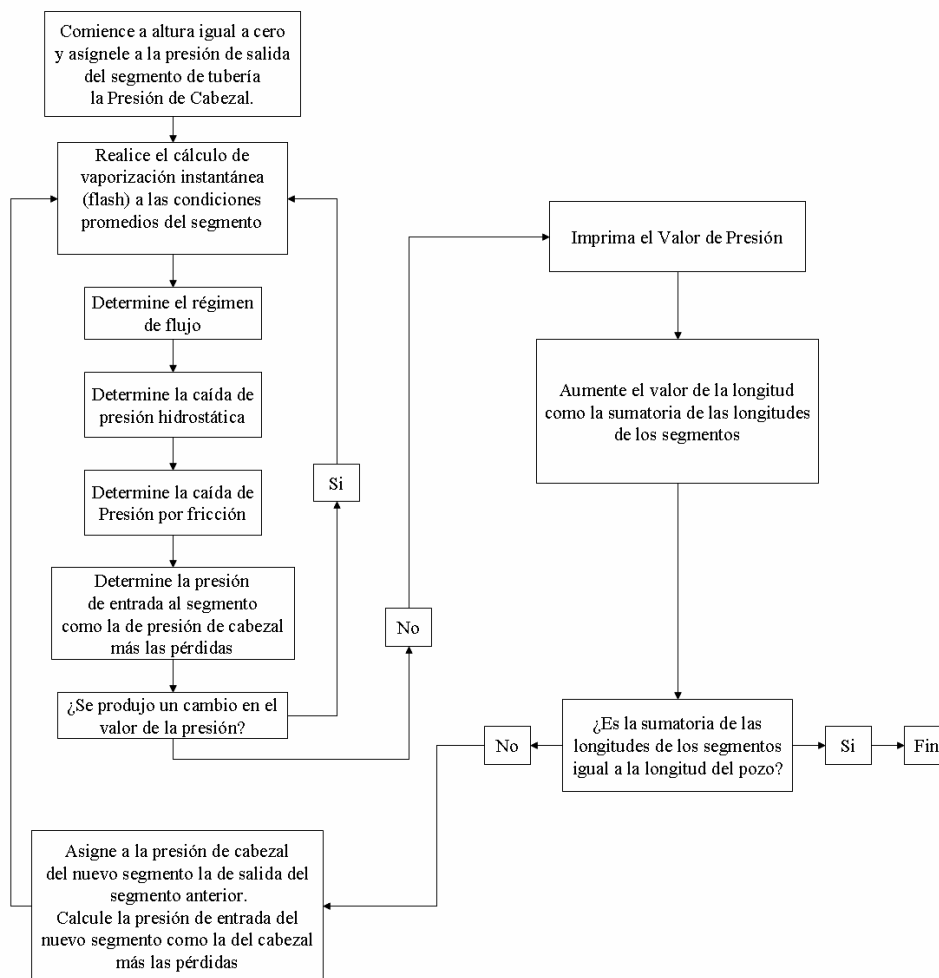 Comience a altura igual a cero
y asígnele a la presión de salida
del segmento de tubería
la Presión de Cabezal.
Realice el cálculo de
vaporización instantánea
(flash) a las condiciones
promedios del segmento
Determine el régimen
de flujo
Determine la caída de
presión hidrostática
Determine la caída de
Presión por fricción
Determine la presión
de entrada al segmento
como la de presión de cabezal
más las pérdidas
¿Se produjo un cambio en el
valor de la presión?
Si
No
Imprima el Valor de Presión
Aumente el valor de la longitud
como la sumatoria de las longitudes
de los segmentos
¿Es la sumatoria de las
longitudes de los segmentos
igual a la longitud del pozo?
No
Si
Fin
Asigne a la presión de cabezal
del nuevo segmento la de salida del
segmento anterior.
Calcule la presión de entrada del
nuevo segmento como la del cabezal
más las pérdidas